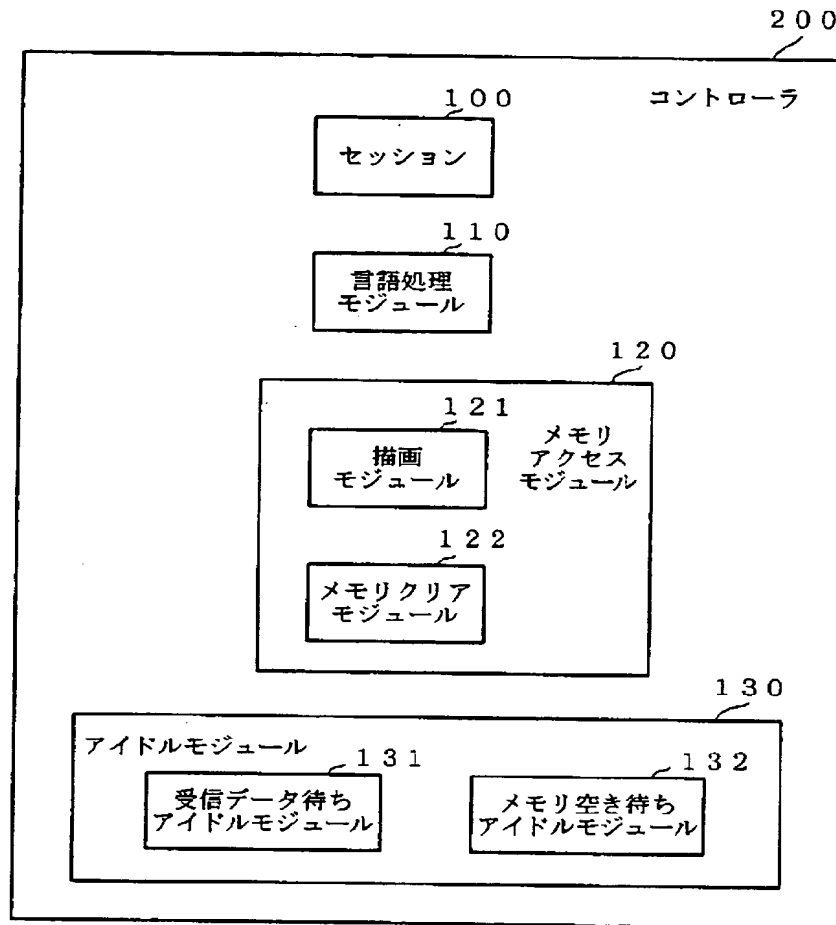 ２００
コントローラ
１００
セッション
１１０
言語処理
モジュール
１２０
メモリ
アクセス
モジュール
１２１
描画
モジュール
１２２
メモリクリア
モジュール
１３０
アイドルモジュール
１３１
受信データ待ち
アイドルモジュール
１３２
メモリ空き待ち
アイドルモジュール